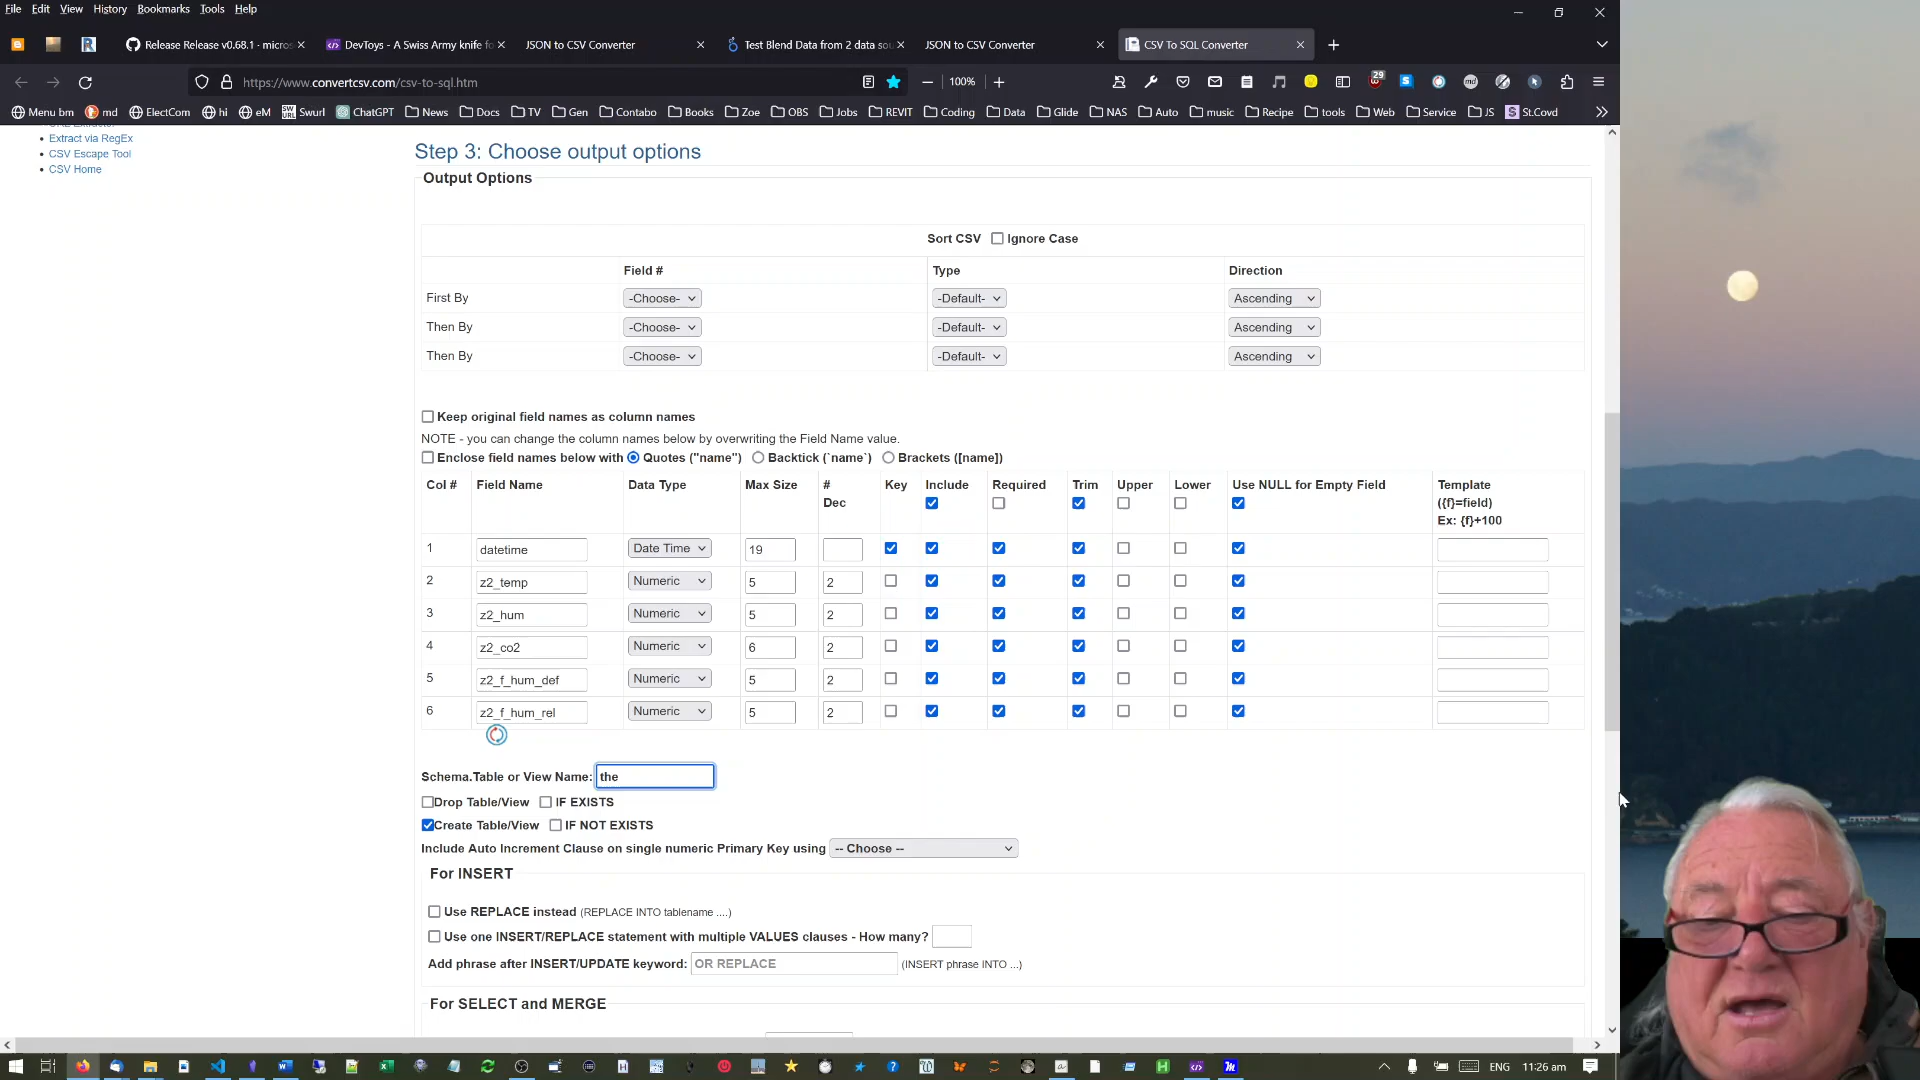 File Edit View History Bookmarks Tools Help
Release Release v0.68.1 · micros
DevToys - A Swiss Army knife fo
JSON to CSV Converter
Test Blend Data from 2 data sou
JSON to CSV Converter
CSV To SQL Converter
https://www.convertcsv.com/csv-to-sql.htm
100%
29
Menu bm md ElectCom hi eM Swurl ChatGPT News Docs TV Gen Contabo Books Zoe OBS Jobs REVIT Coding Data Glide NAS Auto music Recipe tools Web Service JS St.Covd
Extract via RegEx
CSV Escape Tool
CSV Home
Step 3: Choose output options
Output Options
Sort CSV Ignore Case
Field # Type Direction
First By -Choose- -Default- Ascending
Then By -Choose- -Default- Ascending
Then By -Choose- -Default- Ascending
Keep original field names as column names
NOTE - you can change the column names below by overwriting the Field Name value.
Enclose field names below with Quotes ("name") Backtick (`name`) Brackets ([name])
Col # Field Name Data Type Max Size # Dec Key Include Required Trim Upper Lower Use NULL for Empty Field Template ({f}=field) Ex: {f}+100
1 datetime Date Time 19
2 z2_temp Numeric 5 2
3 z2_hum Numeric 5 2
4 z2_co2 Numeric 6 2
5 z2_f_hum_def Numeric 5 2
6 z2_f_hum_rel Numeric 5 2
Schema.Table or View Name: the
Drop Table/View IF EXISTS
Create Table/View IF NOT EXISTS
Include Auto Increment Clause on single numeric Primary Key using -- Choose --
For INSERT
Use REPLACE instead (REPLACE INTO tablename ....)
Use one INSERT/REPLACE statement with multiple VALUES clauses - How many?
Add phrase after INSERT/UPDATE keyword: OR REPLACE (INSERT phrase INTO ...)
For SELECT and MERGE
ENG 11:26 am